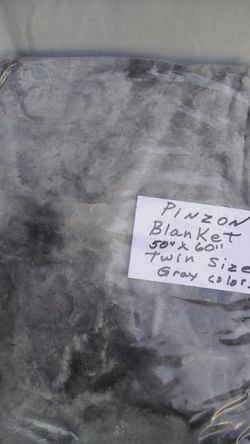 PINZON
Blanket
50" x 60"
twin size
Gray color.